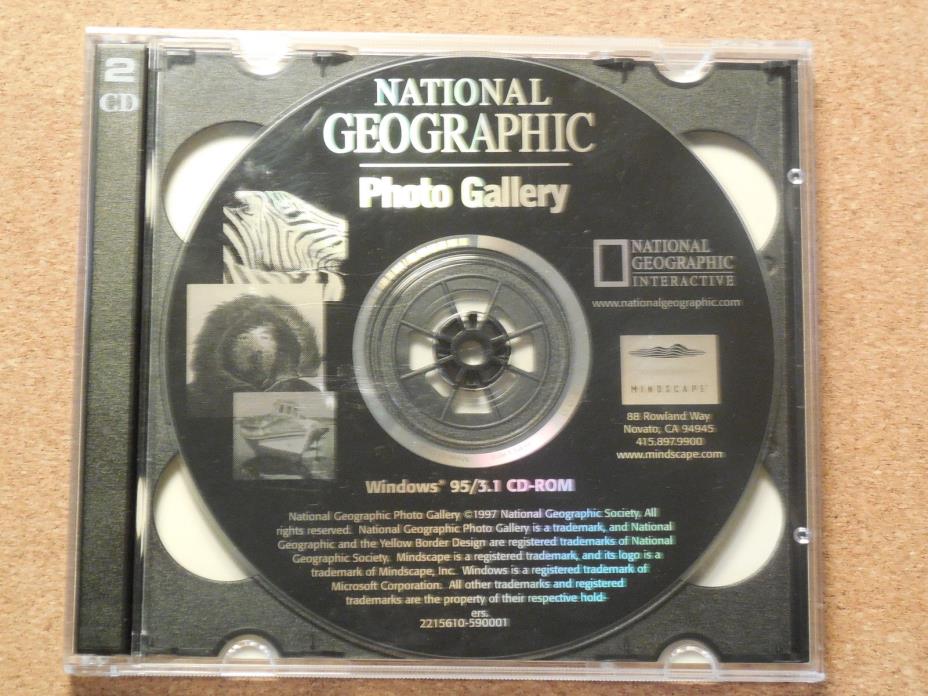 2
CD
NATIONAL
GEOGRAPHIC
Photo Gallery
NATIONAL
GEOGRAPHIC
INTERACTIVE
www.nationalgeographic.com
MINDSCAPE
88 Rowland Way
Novato, CA 94945
415.897.9900
www.mindscape.com
Windows® 95/3.1 CD-ROM
National Geographic Photo Gallery ©1997 National Geographic Society. All
rights reserved. National Geographic Photo Gallery is a trademark, and National
Geographic and the Yellow Border Design are registered trademarks of National
Geographic Society. Mindscape is a registered trademark, and its logo is a
trademark of Mindscape, Inc. Windows is a registered trademark of
Microsoft Corporation. All other trademarks and registered
trademarks are the property of their respective hold-
ers.
2215610-590001